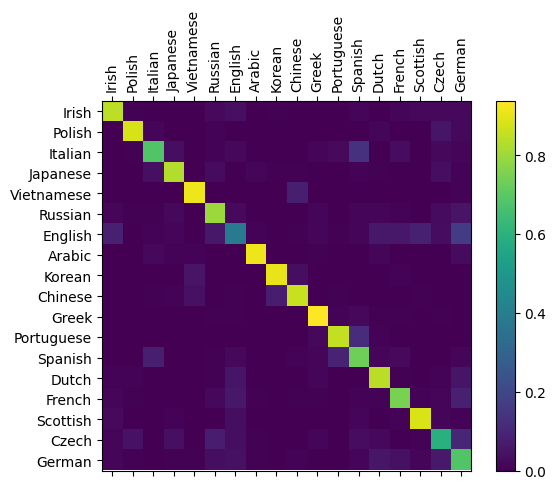 Irish Polish Italian Japanese Vietnamese Russian English Arabic Korean Chinese Greek Portuguese Spanish Dutch French Scottish Czech German
Irish
Polish
Italian
Japanese
Vietnamese
Russian
English
Arabic
Korean
Chinese
Greek
Portuguese
Spanish
Dutch
French
Scottish
Czech
German
0.8
0.6
0.4
0.2
0.0